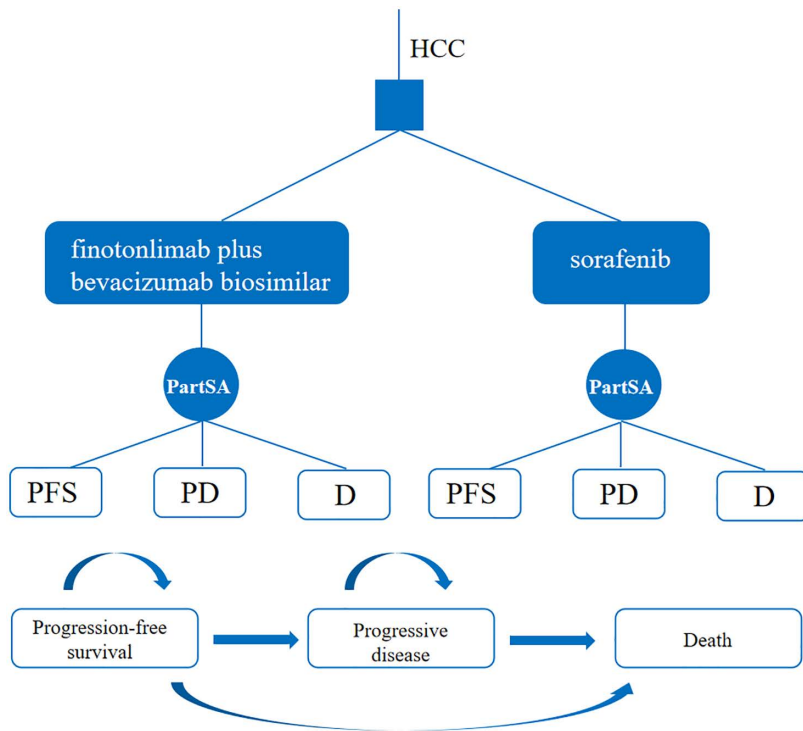 HCC
finotonlimab plus
bevacizumab biosimilar
sorafenib
PartSA
PartSA
PFS
PD
D
PFS
PD
D
Progression-free
survival
Progressive
disease
Death